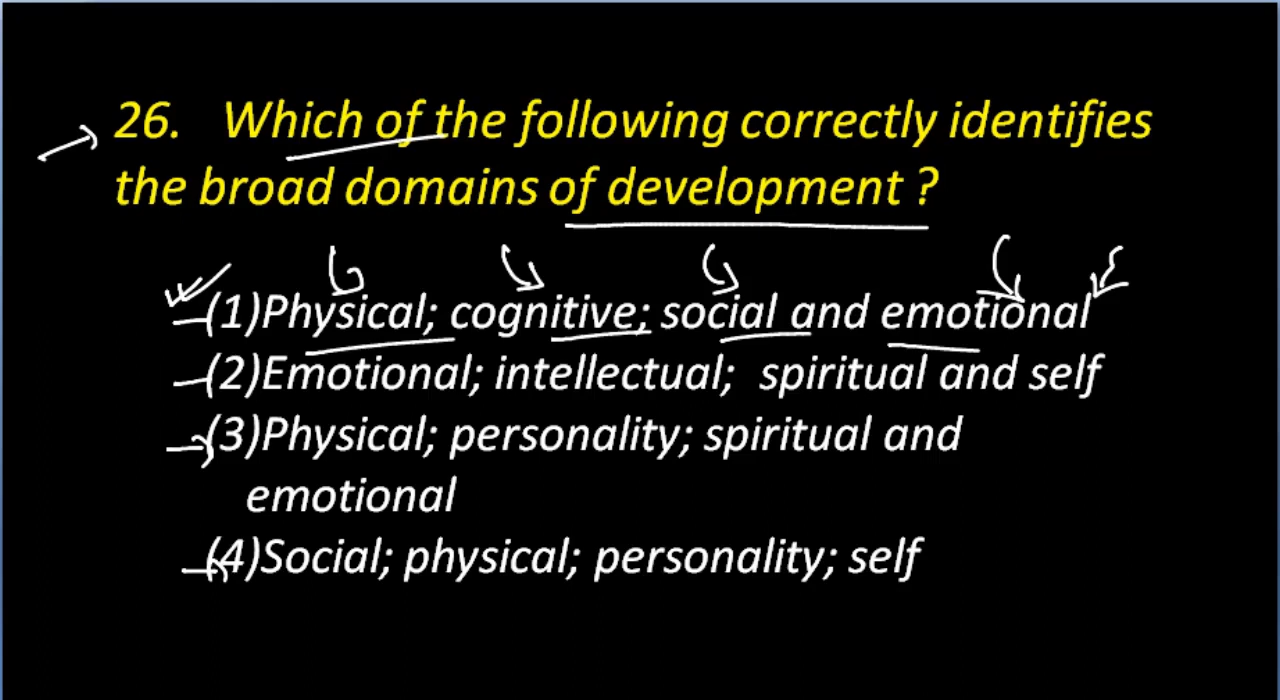 26. Which of the following correctly identifies
the broad domains of development ?
(1)Physical; cognitive; social and emotional
(2)Emotional; intellectual; spiritual and self
(3)Physical; personality; spiritual and
emotional
(4)Social; physical; personality; self